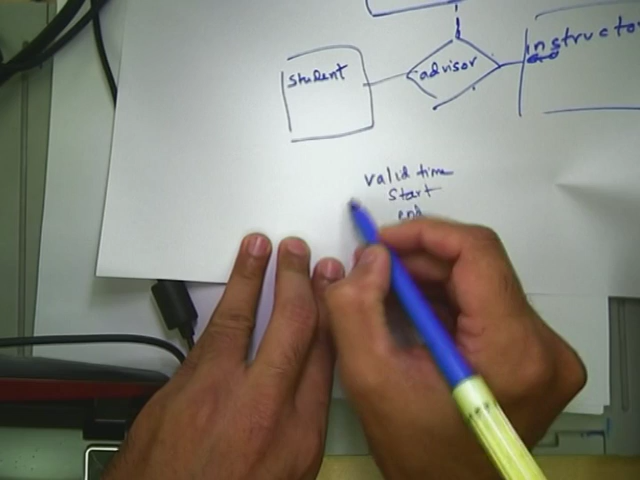 student
advisor
instructor
valid time
start
end